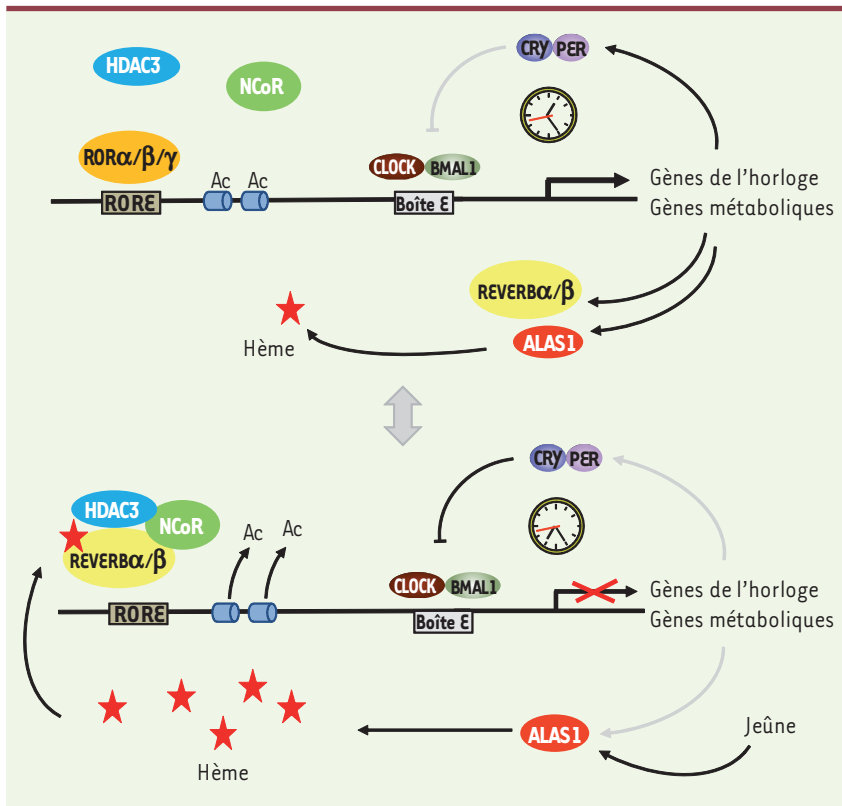 HDAC3
NCoR
CRY PER
RORα/β/γ
Ac Ac
CLOCK BMAL1
RORE
Boîte E
Gènes de l'horloge
Gènes métaboliques
REVERBα/β
ALAS1
Hème
CRY PER
HDAC3
NCoR
REVERBα/β
Ac Ac
CLOCK BMAL1
RORE
Boîte E
Gènes de l'horloge
Gènes métaboliques
ALAS1
Jeûne
Hème